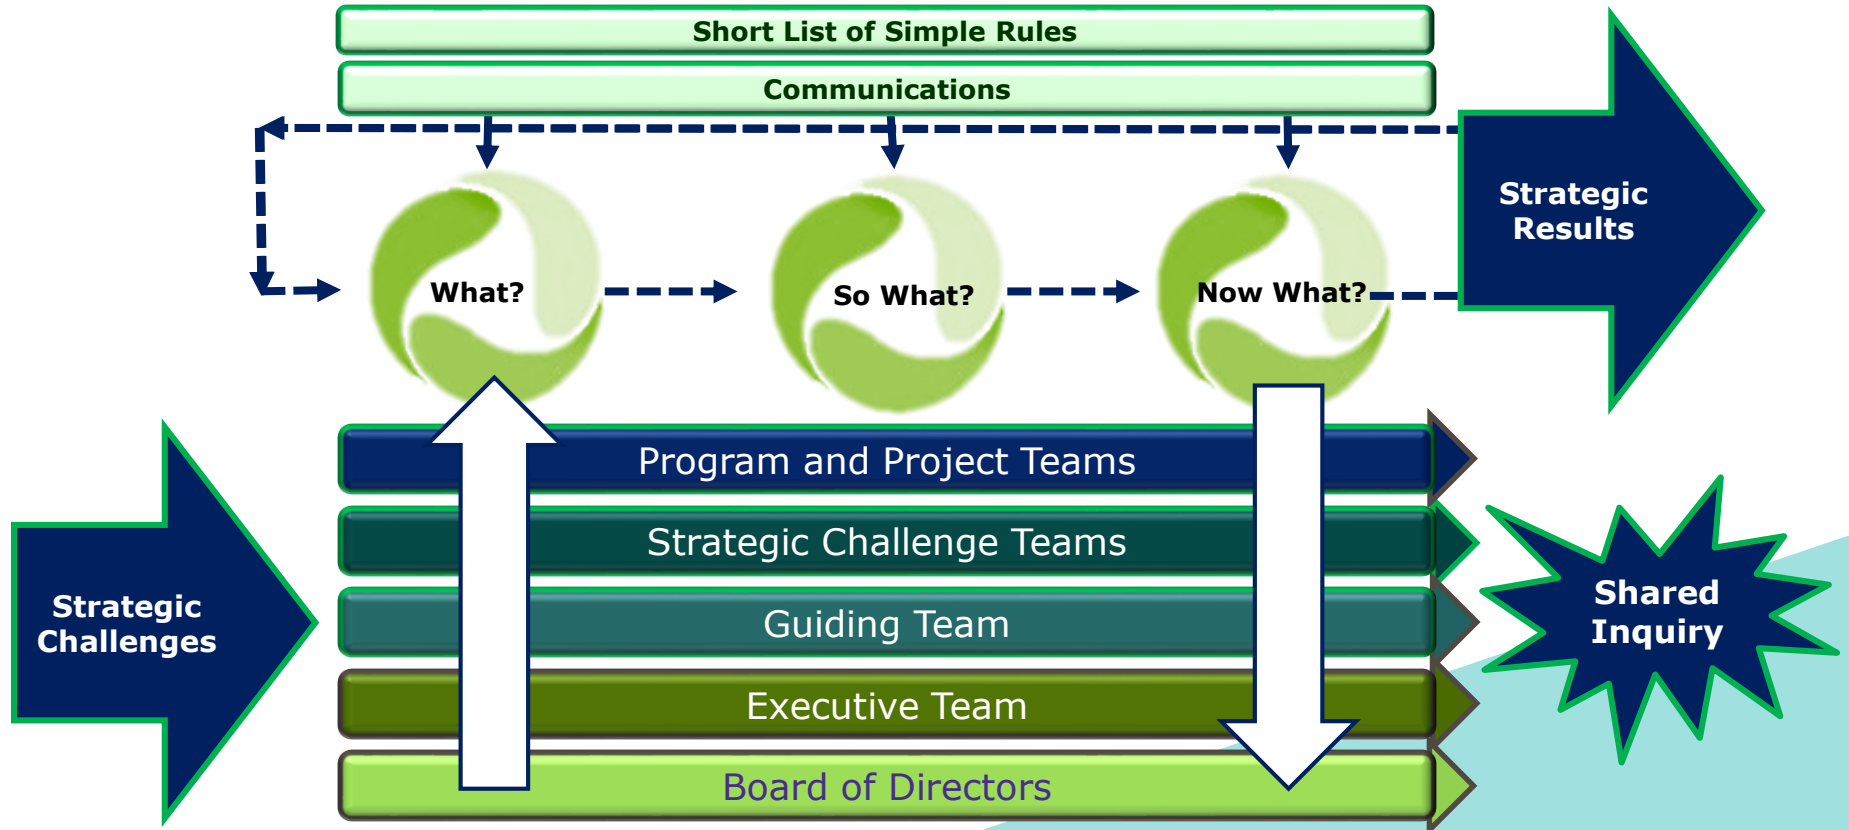 Short List of Simple Rules
Communications
What?
So What?
Now What?
Strategic
Results
Program and Project Teams
Strategic Challenge Teams
Guiding Team
Executive Team
Board of Directors
Strategic
Challenges
Shared
Inquiry